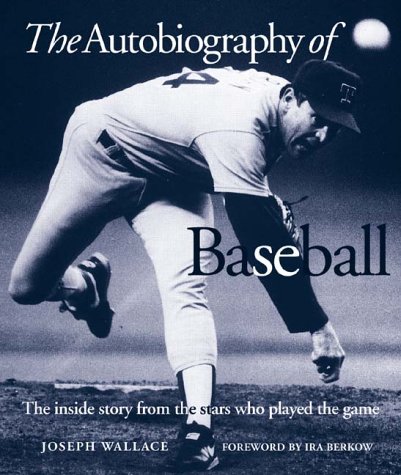 The Autobiography of
T
4
Baseball
The inside story from the stars who played the game
JOSEPH WALLACE FOREWORD BY IRA BERKOW